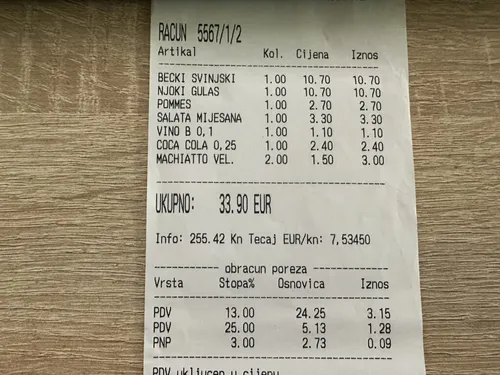 RACUN 5567/1/2
Artikal Kol. Cijena Iznos
BECKI SVINJSKI 1.00 10.70 10.70
NJOKI GULAS 1.00 10.70 10.70
POMMES 1.00 2.70 2.70
SALATA MIJESANA 1.00 3.30 3.30
VINO B 0,1 1.00 1.10 1.10
COCA COLA 0,25 1.00 2.40 2.40
MACHIATTO VEL. 2.00 1.50 3.00
UKUPNO: 33.90 EUR
Info: 255.42 Kn Tecaj EUR/kn: 7,53450
obracun poreza
Vrsta Stopa% Osnovica Iznos
PDV 13.00 24.25 3.15
PDV 25.00 5.13 1.28
PNP 3.00 2.73 0.09
PDV ukljucen u cijenu